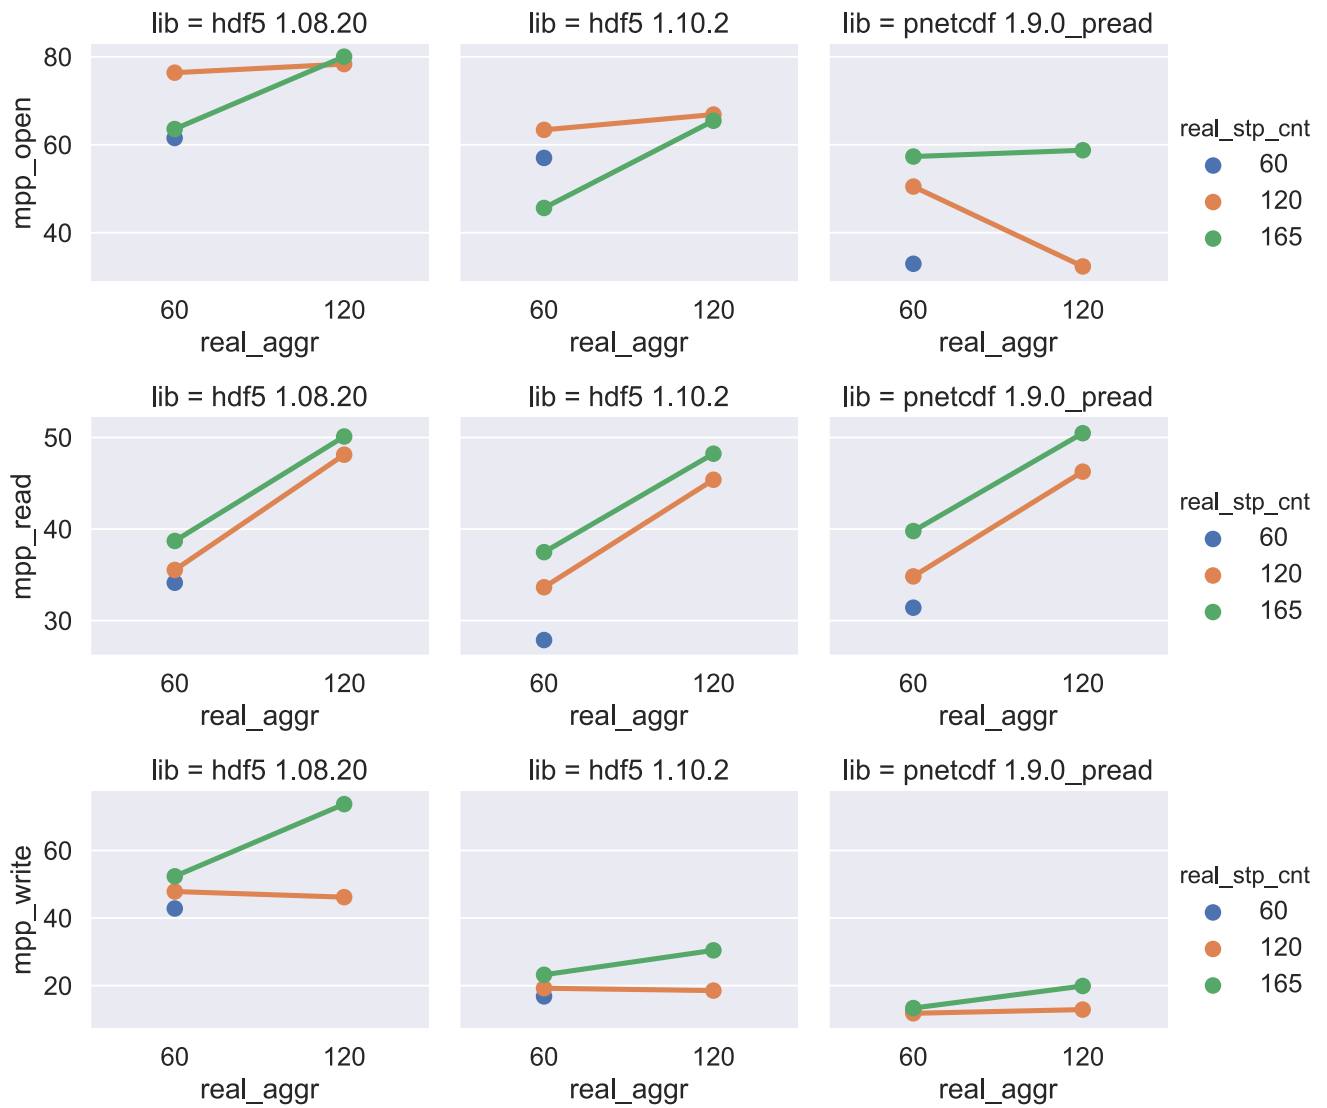 lib = hdf5 1.08.20
lib = hdf5 1.10.2
lib = pnetcdf 1.9.0_pread
mpp_open
80
60
40
60
120
60
120
60
120
real_aggr
real_aggr
real_aggr
real_stp_cnt
60
120
165
lib = hdf5 1.08.20
lib = hdf5 1.10.2
lib = pnetcdf 1.9.0_pread
mpp_read
50
40
30
60
120
60
120
60
120
real_aggr
real_aggr
real_aggr
real_stp_cnt
60
120
165
lib = hdf5 1.08.20
lib = hdf5 1.10.2
lib = pnetcdf 1.9.0_pread
mpp_write
60
40
20
60
120
60
120
60
120
real_aggr
real_aggr
real_aggr
real_stp_cnt
60
120
165